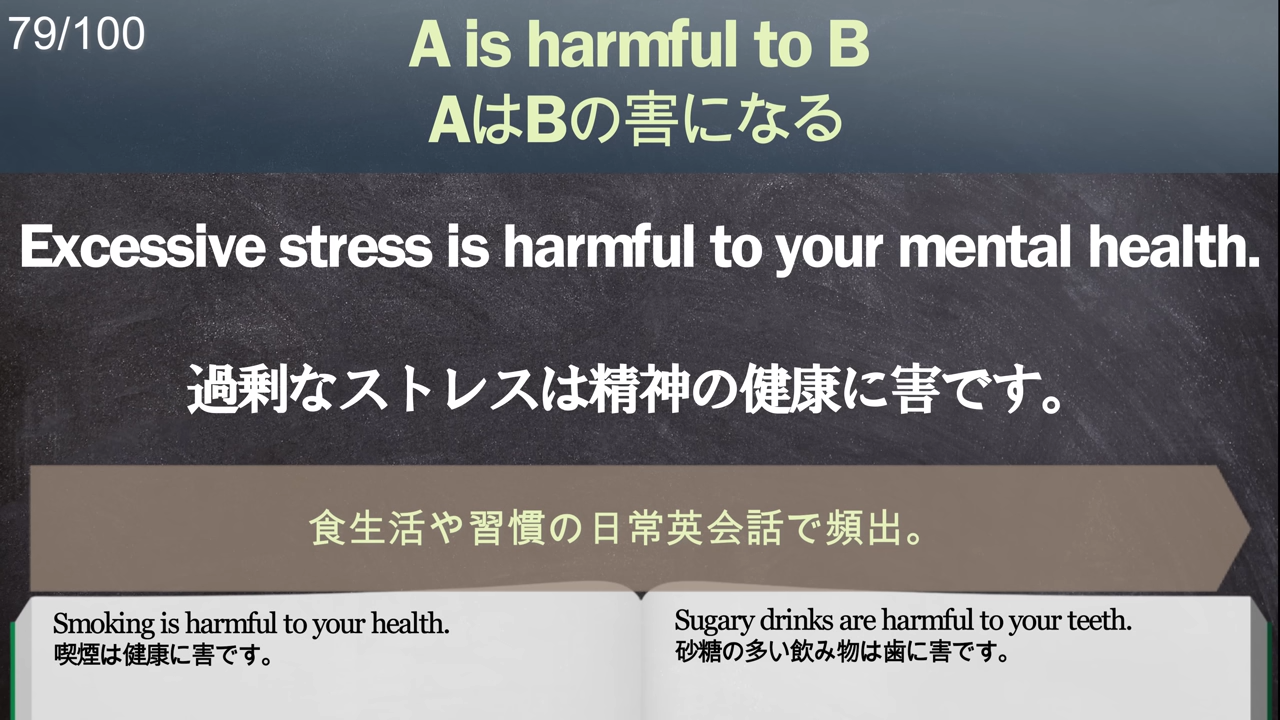 79/100
A is harmful to B
AはBの害になる
Excessive stress is harmful to your mental health.
過剰なストレスは精神の健康に害です。
食生活や習慣の日常英会話で頻出。
Smoking is harmful to your health.
喫煙は健康に害です。
Sugary drinks are harmful to your teeth.
砂糖の多い飲み物は歯に害です。